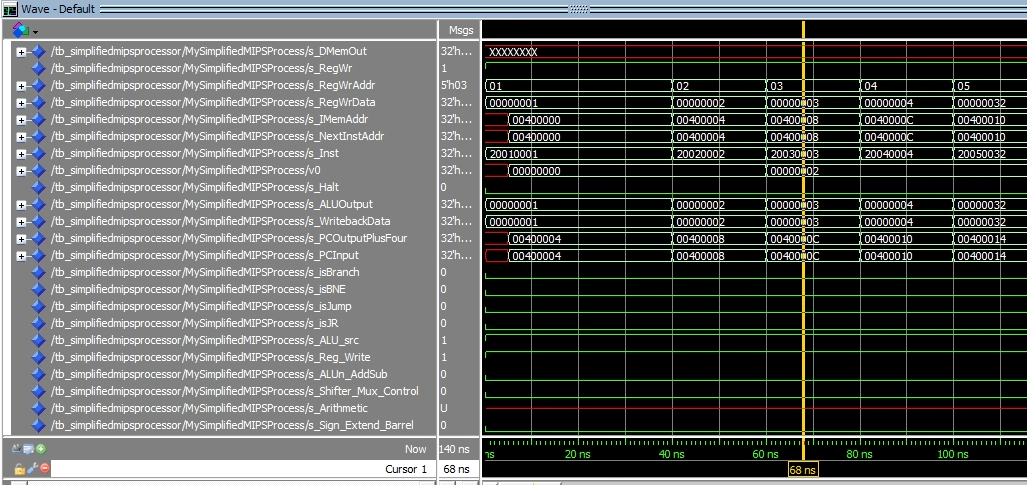 Wave - Default
Msgs
/tb_simplifiedmipsprocessor/MySimplifiedMIPSProcess/s_DMemOut 32'h... XXXXXXXX
/tb_simplifiedmipsprocessor/MySimplifiedMIPSProcess/s_RegWr 1
/tb_simplifiedmipsprocessor/MySimplifiedMIPSProcess/s_RegWrAddr 5'h03 01 02 03 04 05
/tb_simplifiedmipsprocessor/MySimplifiedMIPSProcess/s_RegWrData 32'h... 00000001 00000002 00000003 00000004 00000032
/tb_simplifiedmipsprocessor/MySimplifiedMIPSProcess/s_IMemAddr 32'h... 00400000 00400004 00400008 0040000C 00400010
/tb_simplifiedmipsprocessor/MySimplifiedMIPSProcess/s_NextInstAddr 32'h... 00400000 00400004 00400008 0040000C 00400010
/tb_simplifiedmipsprocessor/MySimplifiedMIPSProcess/s_Inst 32'h... 20010001 20020002 20030003 20040004 20050032
/tb_simplifiedmipsprocessor/MySimplifiedMIPSProcess/v0 32'h... 00000000 00000002
/tb_simplifiedmipsprocessor/MySimplifiedMIPSProcess/s_Halt 0
/tb_simplifiedmipsprocessor/MySimplifiedMIPSProcess/s_ALUOutput 32'h... 00000001 00000002 00000003 00000004 00000032
/tb_simplifiedmipsprocessor/MySimplifiedMIPSProcess/s_WritebackData 32'h... 00000001 00000002 00000003 00000004 00000032
/tb_simplifiedmipsprocessor/MySimplifiedMIPSProcess/s_PCOutputPlusFour 32'h... 00400004 00400008 0040000C 00400010 00400014
/tb_simplifiedmipsprocessor/MySimplifiedMIPSProcess/s_PCInput 32'h... 00400004 00400008 0040000C 00400010 00400014
/tb_simplifiedmipsprocessor/MySimplifiedMIPSProcess/s_isBranch 0
/tb_simplifiedmipsprocessor/MySimplifiedMIPSProcess/s_isBNE 0
/tb_simplifiedmipsprocessor/MySimplifiedMIPSProcess/s_isJump 0
/tb_simplifiedmipsprocessor/MySimplifiedMIPSProcess/s_isJR 0
/tb_simplifiedmipsprocessor/MySimplifiedMIPSProcess/s_ALU_src 1
/tb_simplifiedmipsprocessor/MySimplifiedMIPSProcess/s_Reg_Write 1
/tb_simplifiedmipsprocessor/MySimplifiedMIPSProcess/s_ALUn_AddSub 0
/tb_simplifiedmipsprocessor/MySimplifiedMIPSProcess/s_Shifter_Mux_Control 0
/tb_simplifiedmipsprocessor/MySimplifiedMIPSProcess/s_Arithmetic U
/tb_simplifiedmipsprocessor/MySimplifiedMIPSProcess/s_Sign_Extend_Barrel 0
Now 140 ns ns 20 ns 40 ns 60 ns 80 ns 100 ns
Cursor 1 68 ns 68 ns